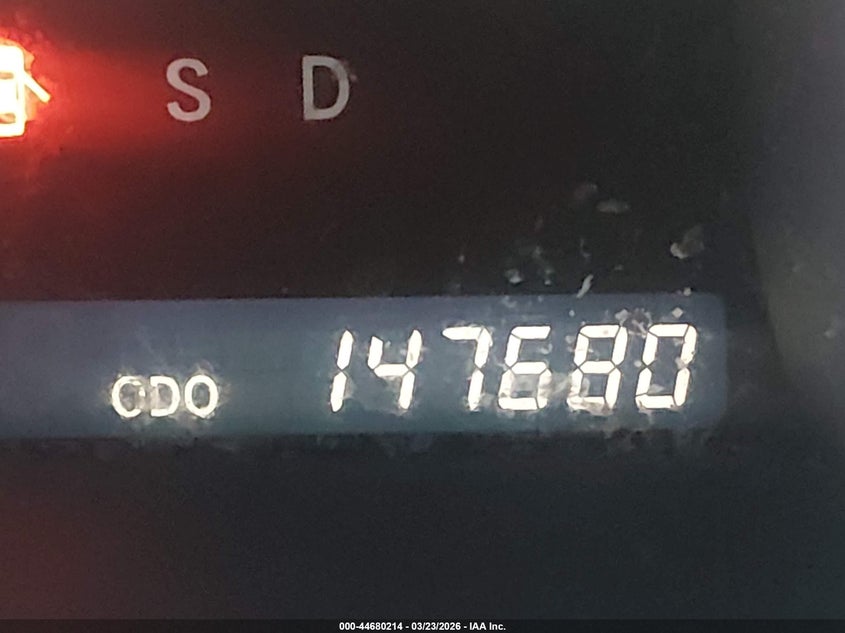 S D
ODO 147680
000-44680214 - 03/23/2026 - IAA Inc.